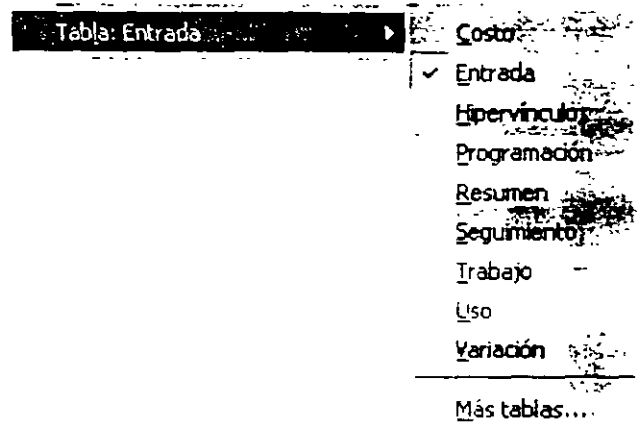 Tabla: Entrada
Costo
Entrada
Hipervínculos
Programación
Resumen
Seguimiento
Trabajo
Uso
Variación
Más tablas...